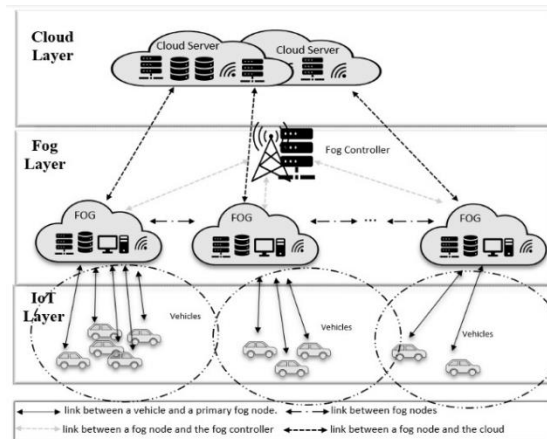 Cloud Layer
Cloud Server
Cloud Server
Fog Layer
Fog Controller
FOG
FOG
...
FOG
IoT Layer
Vehicles
Vehicles
Vehicles
link between a vehicle and a primary fog node.
link between fog nodes
link between a fog node and the fog controller
link between a fog node and the cloud